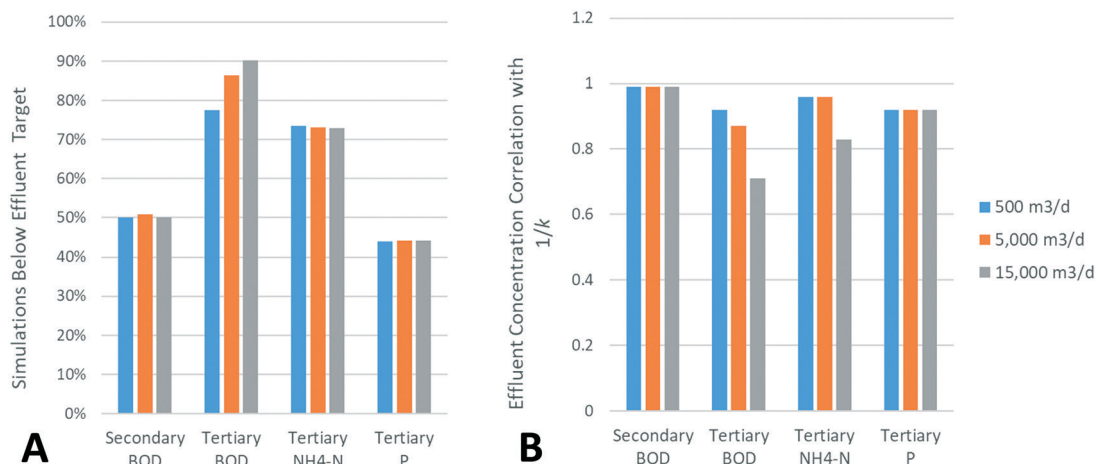 Simulations Below Effluent Target
100%
90%
80%
70%
60%
50%
40%
30%
20%
10%
0%
Secondary
BOD
Tertiary
BOD
Tertiary
NH4-N
Tertiary
P
A
Effluent Concentration Correlation with
1/k
1.2
1
0.8
0.6
0.4
0.2
0
Secondary
BOD
Tertiary
BOD
Tertiary
NH4-N
Tertiary
P
B
500 m3/d
5,000 m3/d
15,000 m3/d